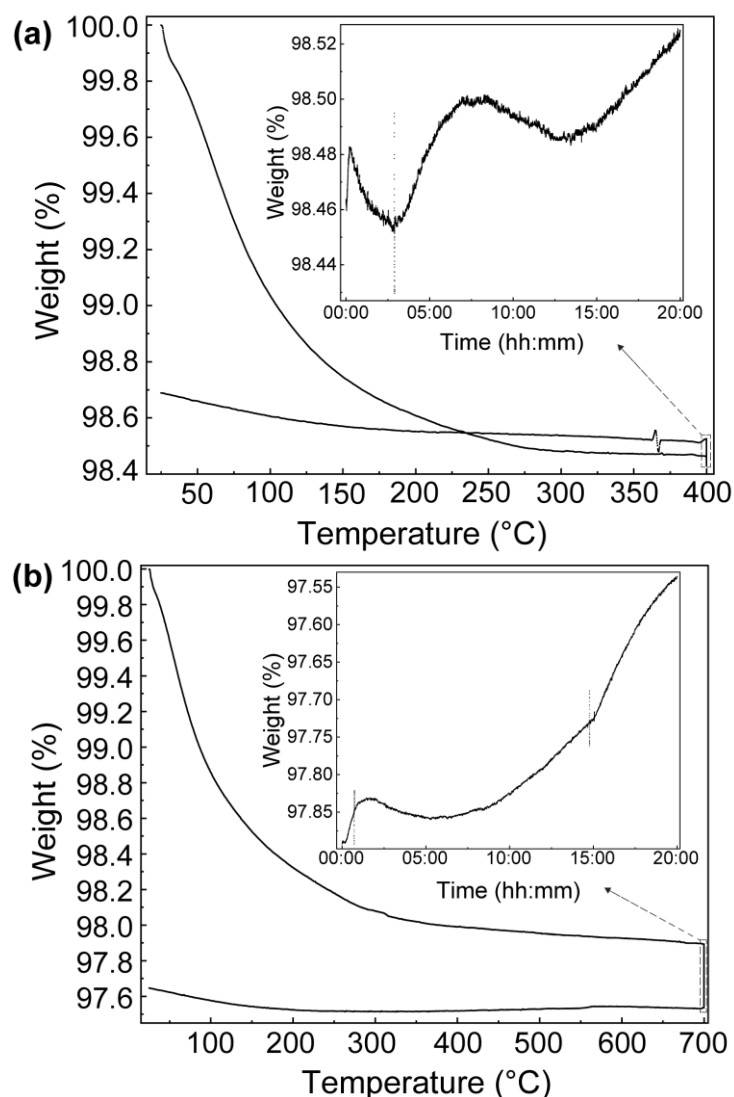 (a)
100.0
99.8
99.6
99.4
99.2
99.0
98.8
98.6
98.4
Weight (%)
50 100 150 200 250 300 350 400
Temperature (°C)
98.52
98.50
98.48
98.46
98.44
Weight (%)
00:00 05:00 10:00 15:00 20:00
Time (hh:mm)
(b)
100.0
99.8
99.6
99.4
99.2
99.0
98.8
98.6
98.4
98.2
98.0
97.8
97.6
Weight (%)
100 200 300 400 500 600 700
Temperature (°C)
97.55
97.60
97.65
97.70
97.75
97.80
97.85
Weight (%)
00:00 05:00 10:00 15:00 20:00
Time (hh:mm)